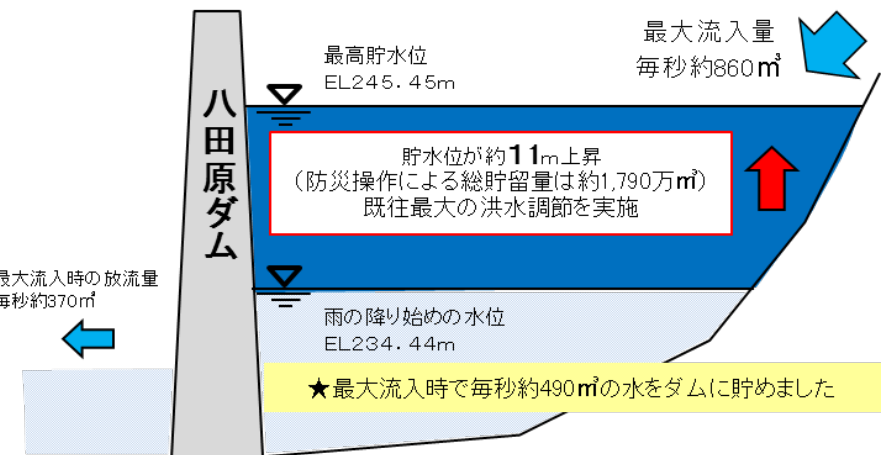 最大流入量
毎秒約860㎥
最高貯水位
EL245.45m
八田原ダム
貯水位が約11m上昇
(防災操作による総貯留量は約1,790万㎥)
既往最大の洪水調節を実施
最大流入時の放流量
毎秒約370㎥
雨の降り始めの水位
EL234.44m
★最大流入時で毎秒約490㎥の水をダムに貯めました